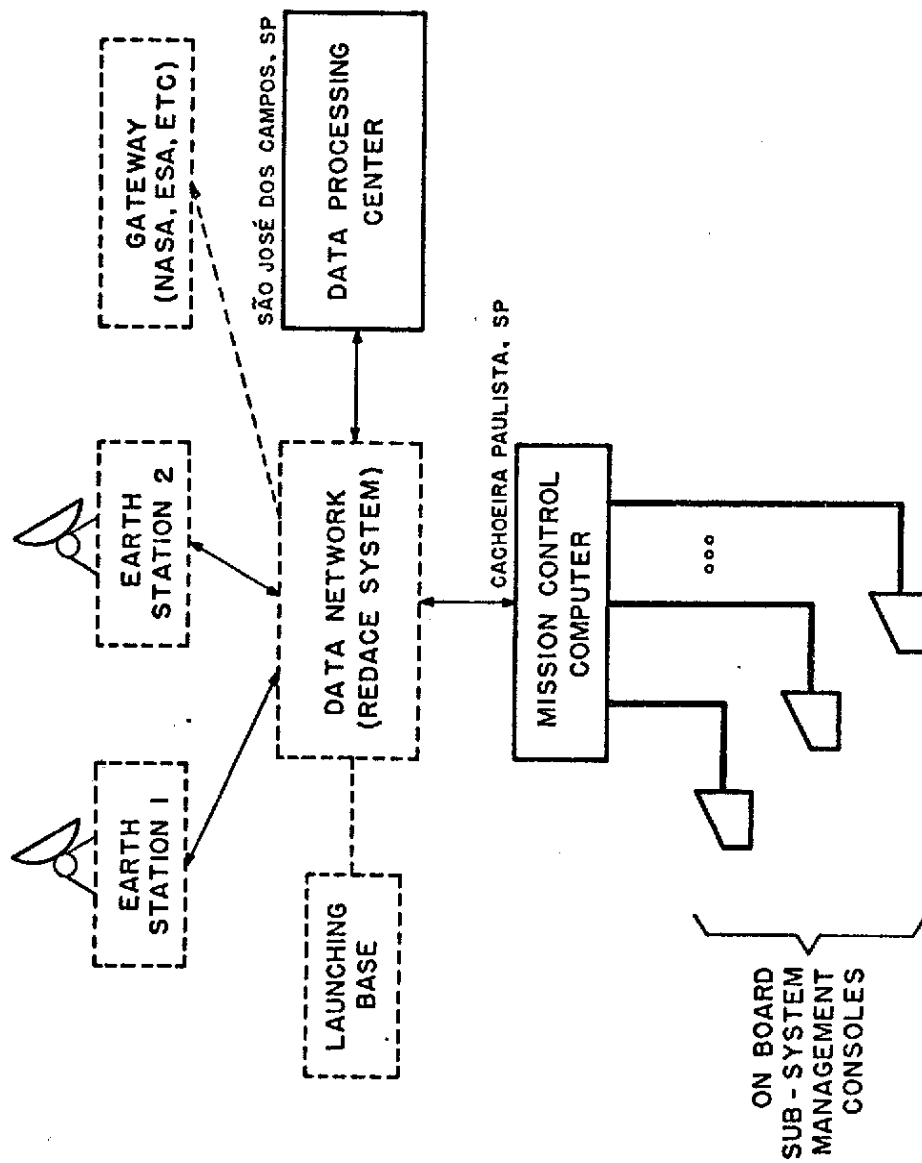 EARTH
STATION 1
EARTH
STATION 2
GATEWAY
(NASA, ESA, ETC)
LAUNCHING
BASE
DATA NETWORK
(REDACE SYSTEM)
SÃO JOSÉ DOS CAMPOS, SP
DATA PROCESSING
CENTER
CACHOEIRA PAULISTA, SP
MISSION CONTROL
COMPUTER
ON BOARD
SUB-SYSTEM
MANAGEMENT
CONSOLES